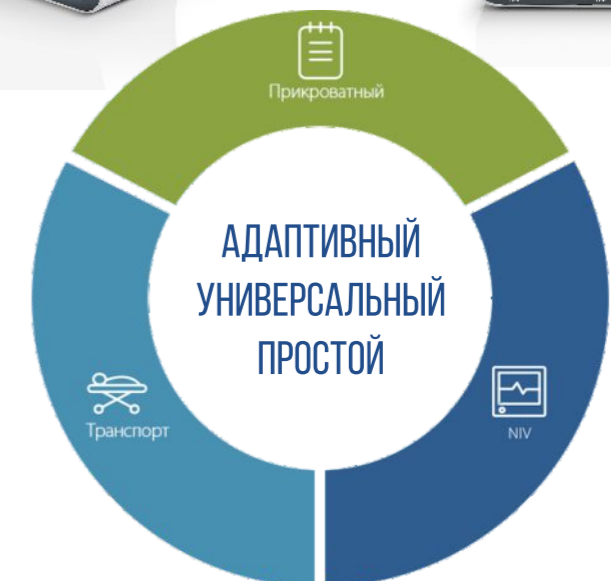 Прикроватный
АДАПТИВНЫЙ
УНИВЕРСАЛЬНЫЙ
ПРОСТОЙ
Транспорт
NIV